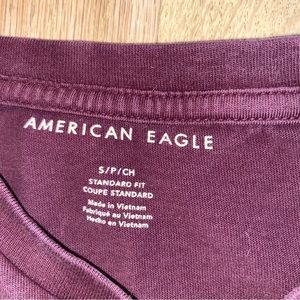 AMERICAN EAGLE
S/P/CH
STANDARD FIT
COUPE STANDARD
Made in Vietnam
Fabriqué au Vietnam
Hecho en Vietnam